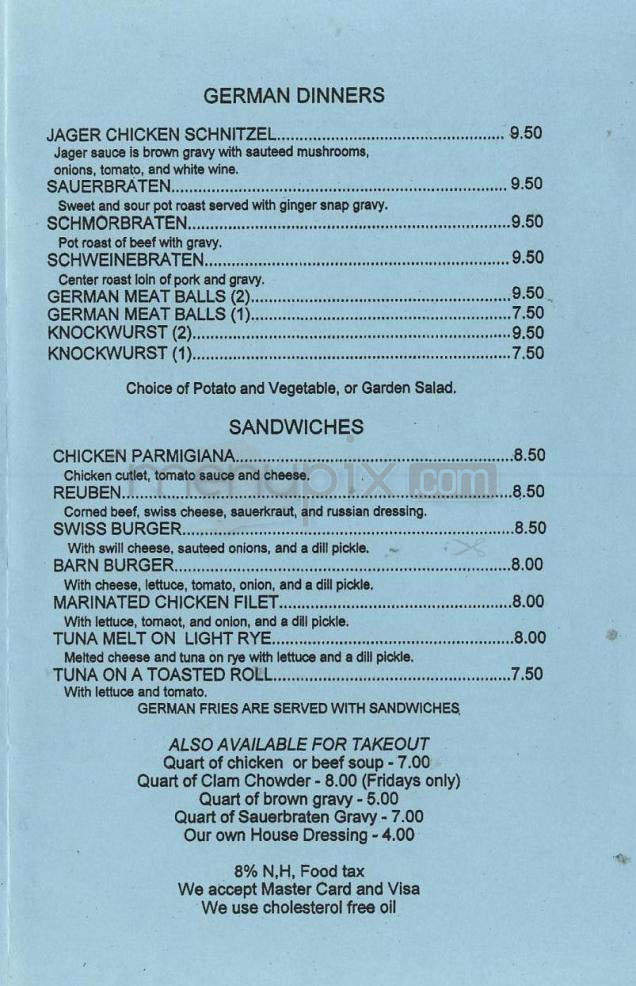 GERMAN DINNERS
JAGER CHICKEN SCHNITZEL................................................ 9.50
Jager sauce is brown gravy with sauteed mushrooms,
onions, tomato, and white wine.
SAUERBRATEN...................................................................... 9.50
Sweet and sour pot roast served with ginger snap gravy.
SCHMORBRATEN...................................................................9.50
Pot roast of beef with gravy.
SCHWEINEBRATEN................................................................ 9.50
Center roast loin of pork and gravy.
GERMAN MEAT BALLS (2)......................................................9.50
GERMAN MEAT BALLS (1)......................................................7.50
KNOCKWURST (2)..................................................................9.50
KNOCKWURST (1)..................................................................7.50
Choice of Potato and Vegetable, or Garden Salad.
SANDWICHES
CHICKEN PARMIGIANA..........................................................8.50
Chicken cutlet, tomato sauce and cheese.
menupix.com
REUBEN..................................................................................8.50
Corned beef, swiss cheese, sauerkraut, and russian dressing.
SWISS BURGER.....................................................................8.50
With swill cheese, sauteed onions, and a dill pickle.
BARN BURGER......................................................................8.00
With cheese, lettuce, tomato, onion, and a dill pickle.
MARINATED CHICKEN FILET................................................8.00
With lettuce, tomaot, and onion, and a dill pickle.
TUNA MELT ON LIGHT RYE..................................................8.00
Melted cheese and tuna on rye with lettuce and a dill pickle.
TUNA ON A TOASTED ROLL..................................................7.50
With lettuce and tomato.
GERMAN FRIES ARE SERVED WITH SANDWICHES
ALSO AVAILABLE FOR TAKEOUT
Quart of chicken or beef soup - 7.00
Quart of Clam Chowder - 8.00 (Fridays only)
Quart of brown gravy - 5.00
Quart of Sauerbraten Gravy - 7.00
Our own House Dressing - 4.00
8% N,H, Food tax
We accept Master Card and Visa
We use cholesterol free oil